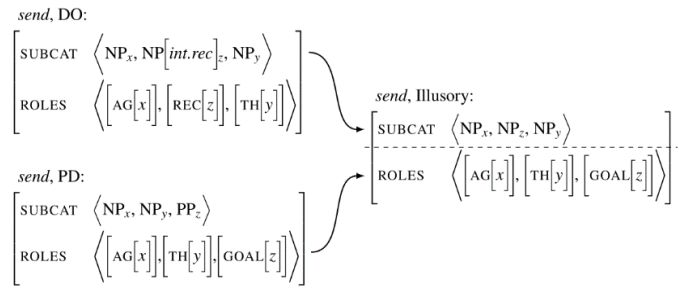 send, DO:
SUBCAT ⟨NPx, NP[int.rec]z, NPy⟩
ROLES ⟨[AG[x]], [REC[z]], [TH[y]]⟩
send, PD:
SUBCAT ⟨NPx, NPy, PPz⟩
ROLES ⟨[AG[x]],[TH[y]],[GOAL[z]]⟩
send, Illusory:
SUBCAT ⟨NPx, NPz, NPy⟩
ROLES ⟨[AG[x]], [TH[y]], [GOAL[z]]⟩